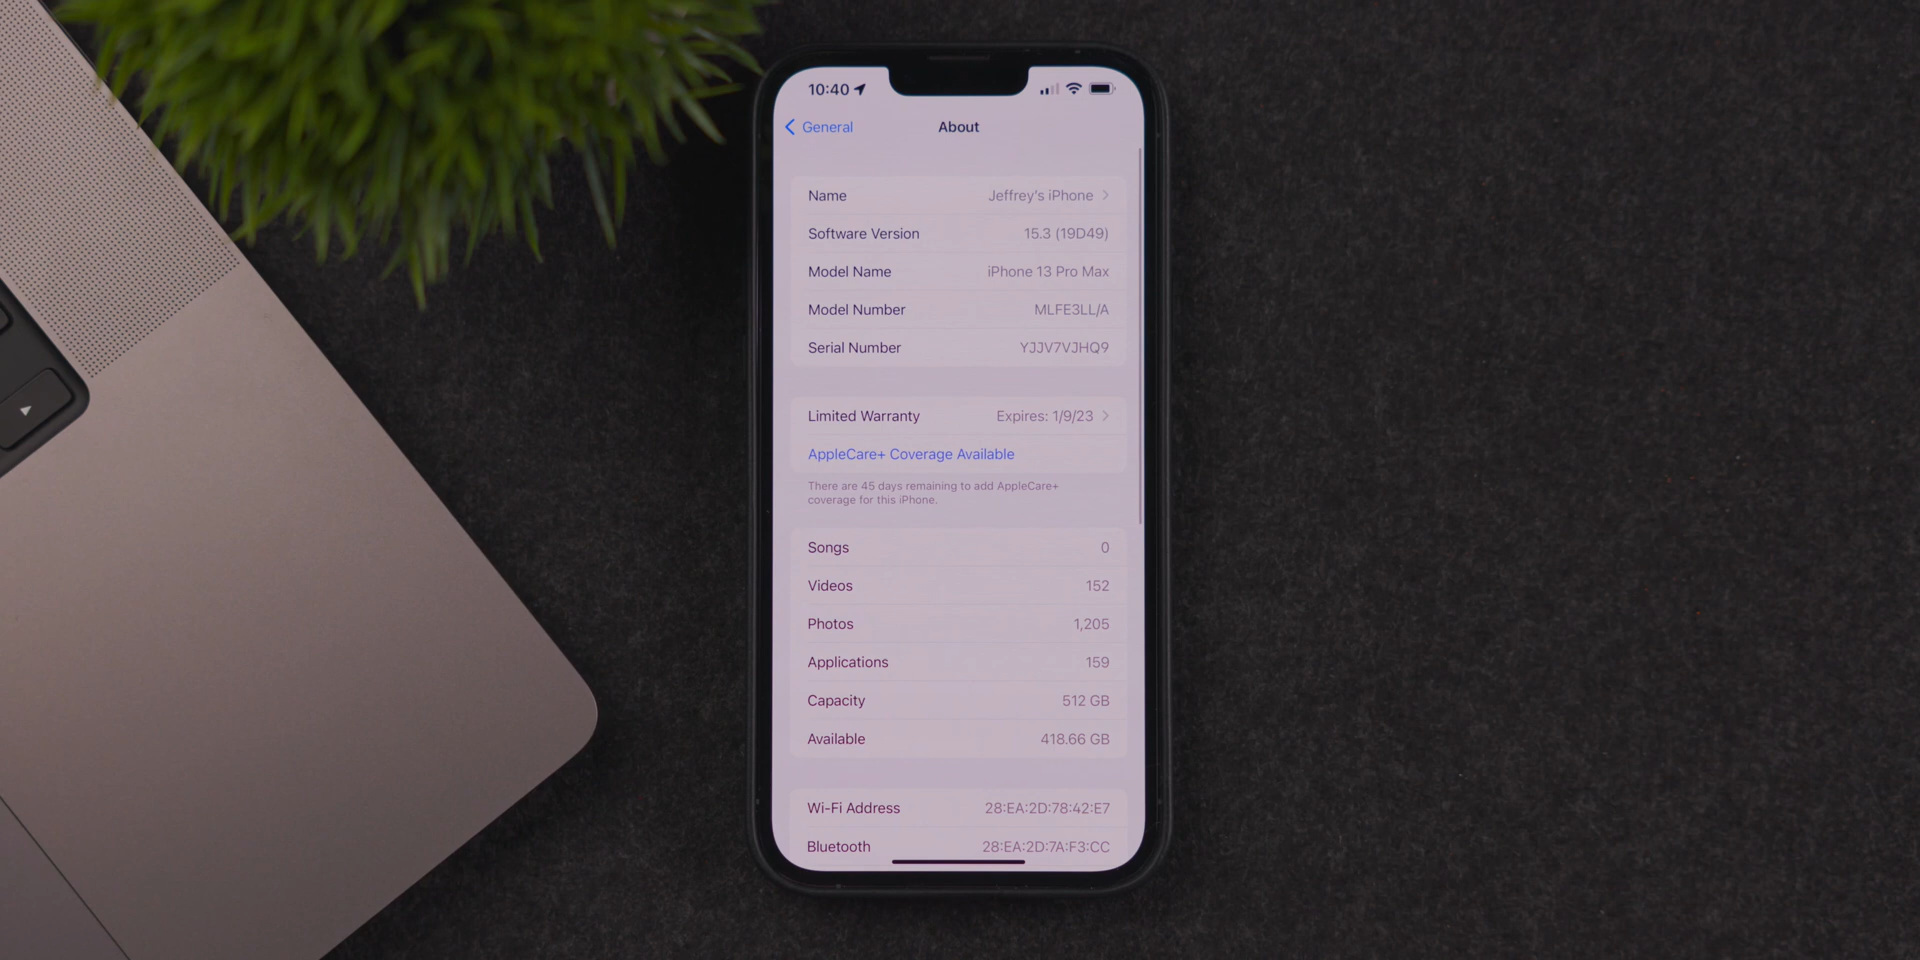 10:40
General
About
Name Jeffrey's iPhone
Software Version 15.3 (19D49)
Model Name iPhone 13 Pro Max
Model Number MLFE3LL/A
Serial Number YJJV7VJHQ9
Limited Warranty Expires: 1/9/23
AppleCare+ Coverage Available
There are 45 days remaining to add AppleCare+
coverage for this iPhone.
Songs 0
Videos 152
Photos 1,205
Applications 159
Capacity 512 GB
Available 418.66 GB
Wi-Fi Address 28:EA:2D:78:42:E7
Bluetooth 28:EA:2D:7A:F3:CC